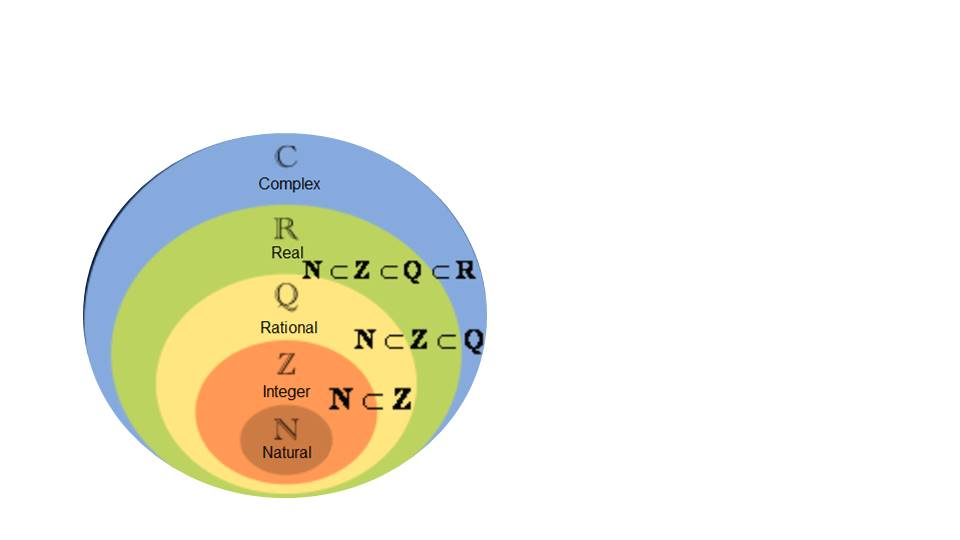 ℂ
Complex
ℝ
Real
N ⊂ Z ⊂ Q ⊂ R
ℚ
Rational
N ⊂ Z ⊂ Q
ℤ
Integer
N ⊂ Z
ℕ
Natural